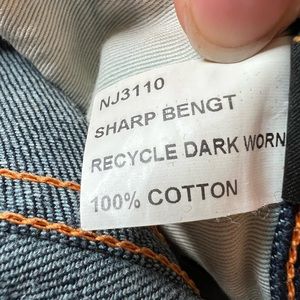 NJ3110
SHARP BENGT
RECYCLE DARK WORN
100% COTTON